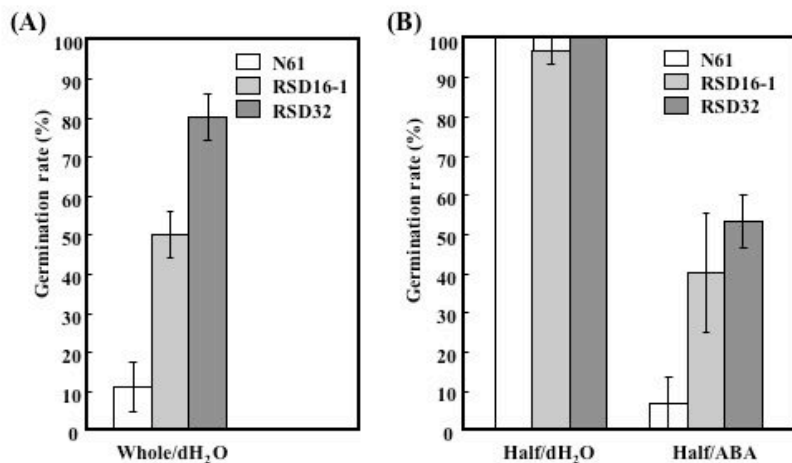 (A)
Germination rate (%)
100
90
80
70
60
50
40
30
20
10
0
N61
RSD16-1
RSD32
Whole/dH₂O
(B)
Germination rate (%)
100
90
80
70
60
50
40
30
20
10
0
N61
RSD16-1
RSD32
Half/dH₂O
Half/ABA